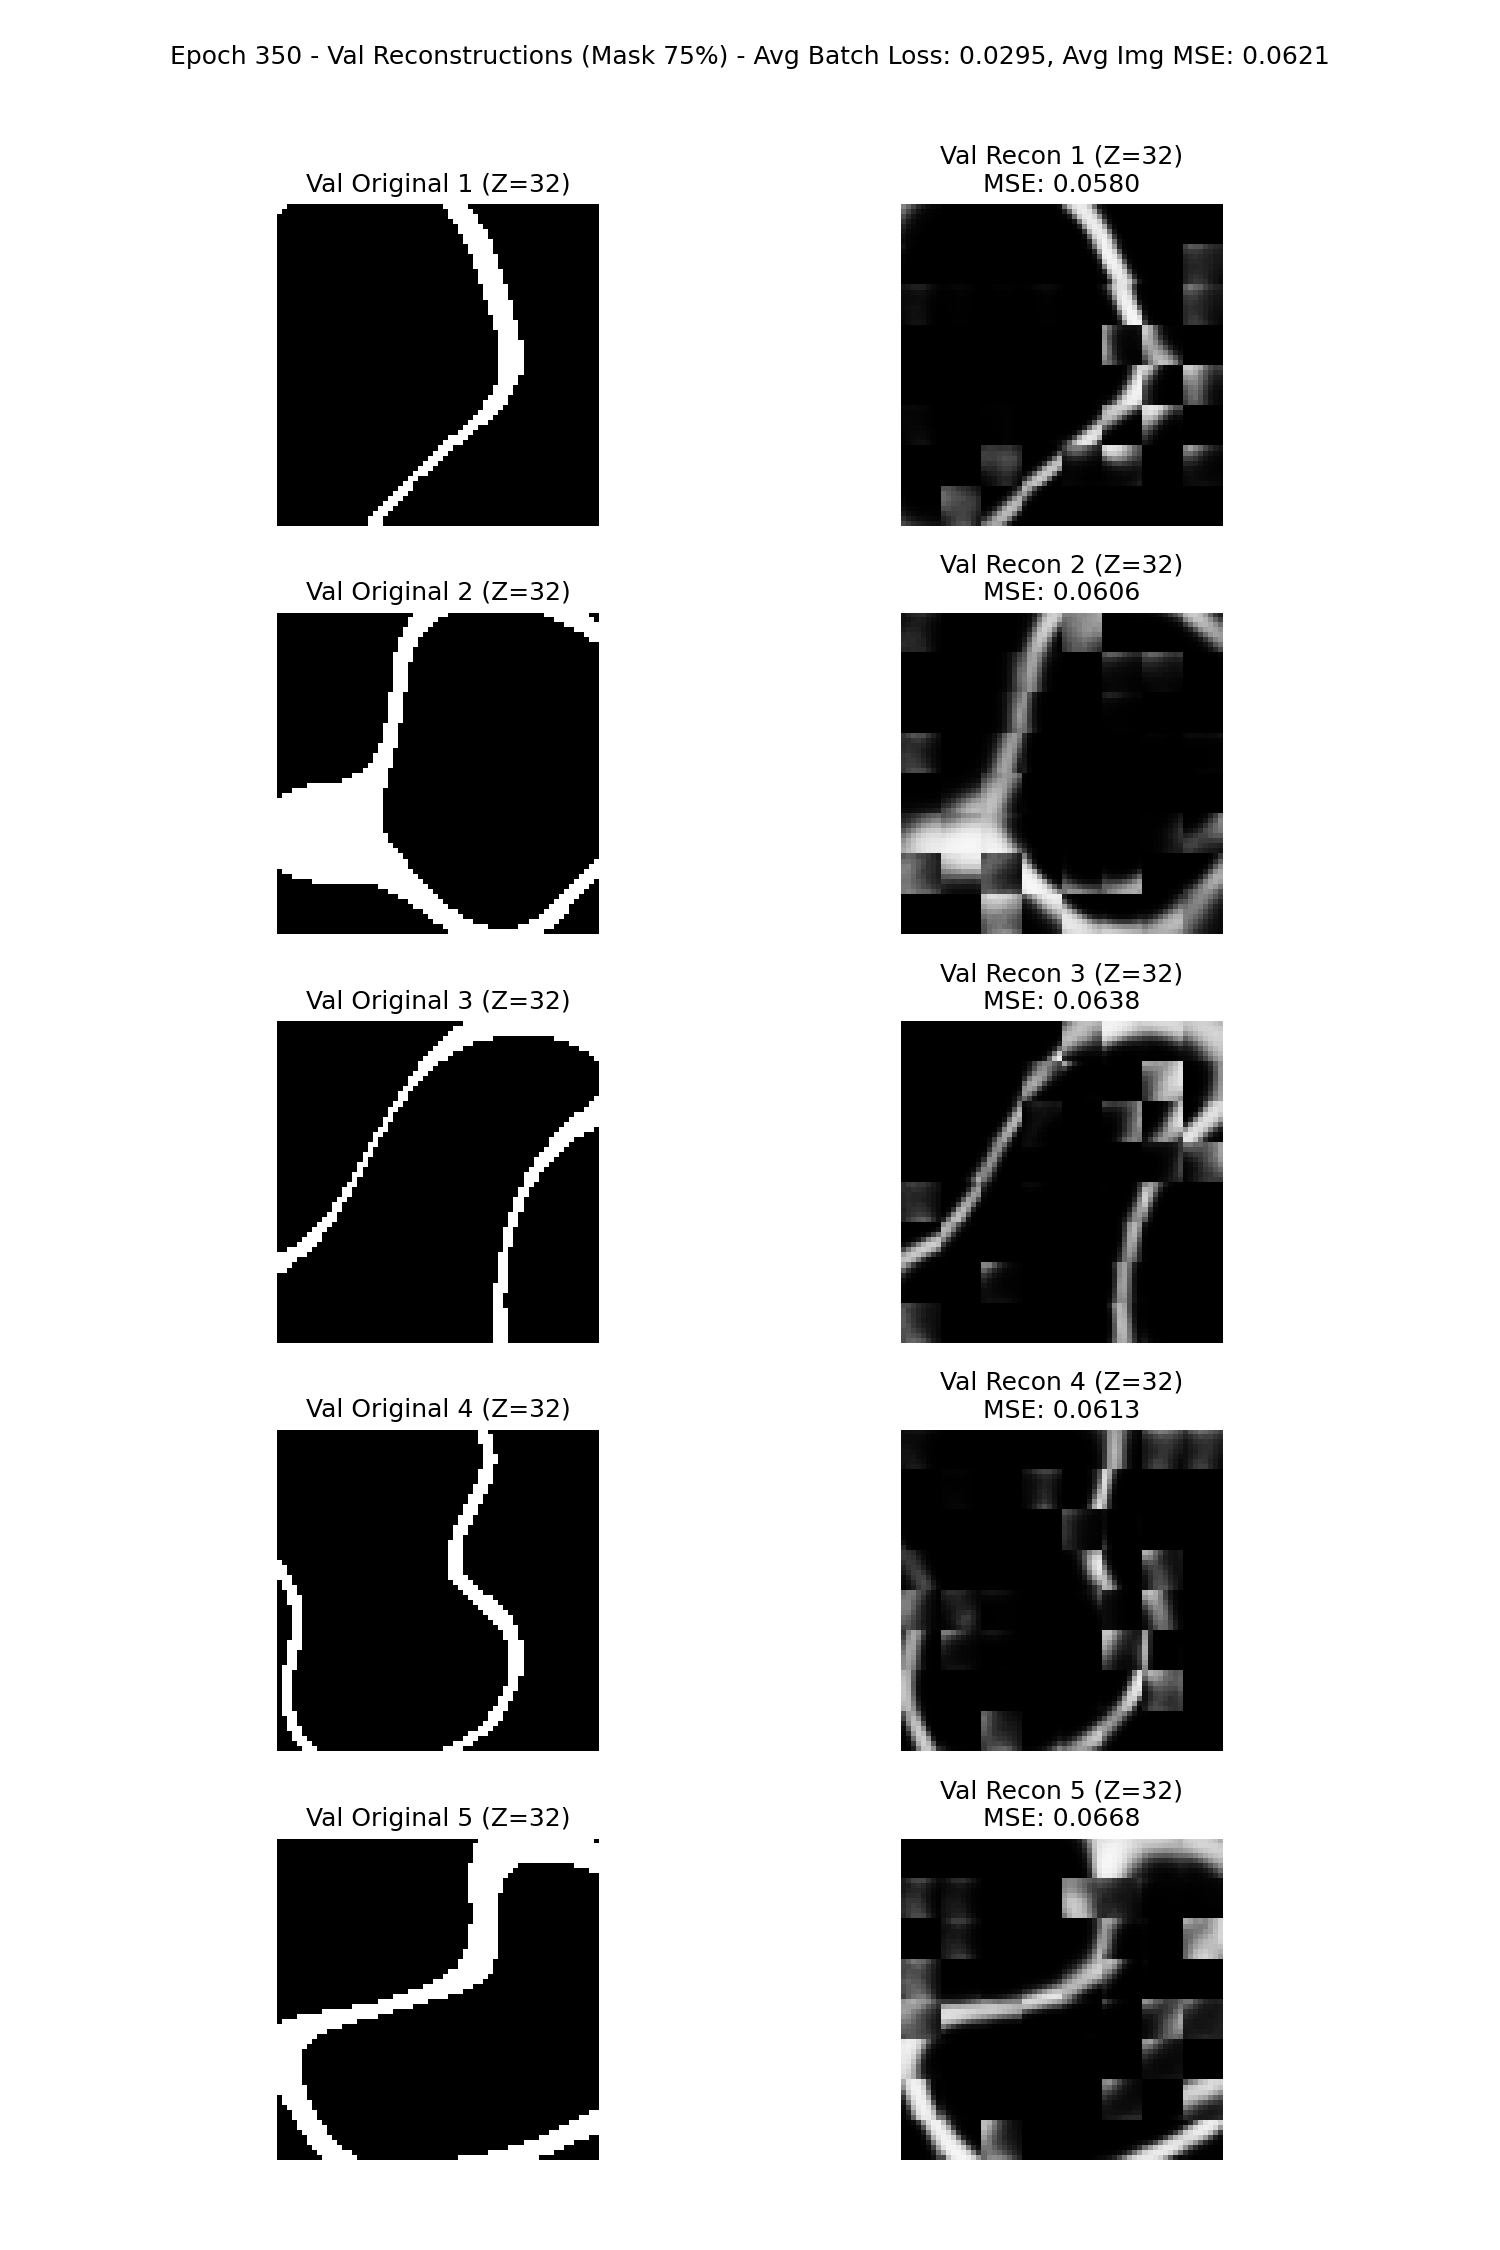 Epoch 350 - Val Reconstructions (Mask 75%) - Avg Batch Loss: 0.0295, Avg Img MSE: 0.0621
Val Original 1 (Z=32)
Val Recon 1 (Z=32)
MSE: 0.0580
Val Original 2 (Z=32)
Val Recon 2 (Z=32)
MSE: 0.0606
Val Original 3 (Z=32)
Val Recon 3 (Z=32)
MSE: 0.0638
Val Original 4 (Z=32)
Val Recon 4 (Z=32)
MSE: 0.0613
Val Original 5 (Z=32)
Val Recon 5 (Z=32)
MSE: 0.0668